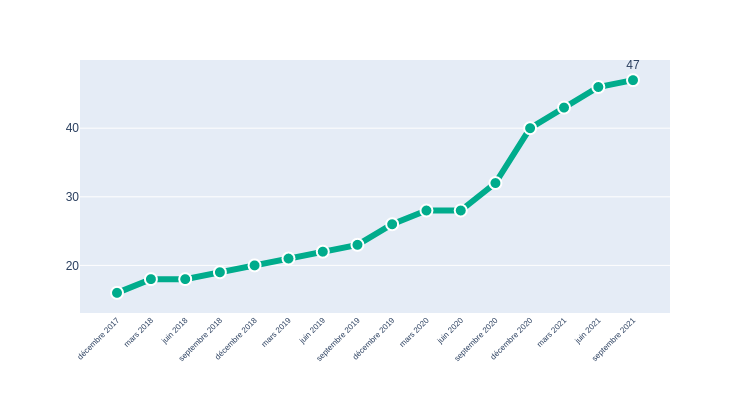 47
40
30
20
décembre 2017
mars 2018
juin 2018
septembre 2018
décembre 2018
mars 2019
juin 2019
septembre 2019
décembre 2019
mars 2020
juin 2020
septembre 2020
décembre 2020
mars 2021
juin 2021
septembre 2021